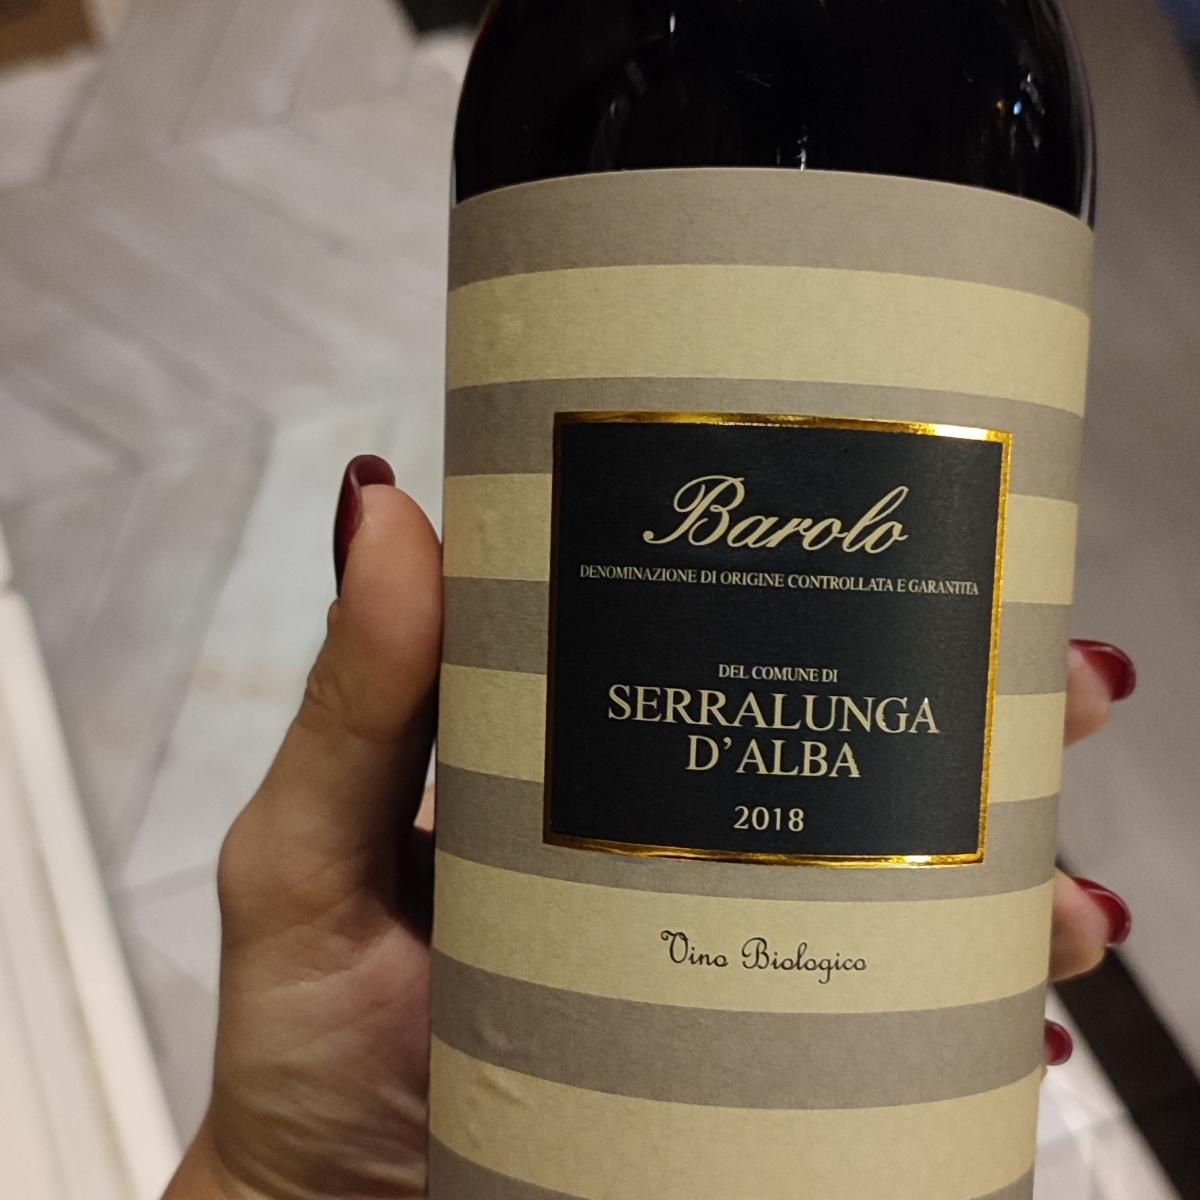 Barolo
DENOMINAZIONE DI ORIGINE CONTROLLATA E GARANTITA
DEL COMUNE DI
SERRALUNGA
D'ALBA
2018
Vino Biologico